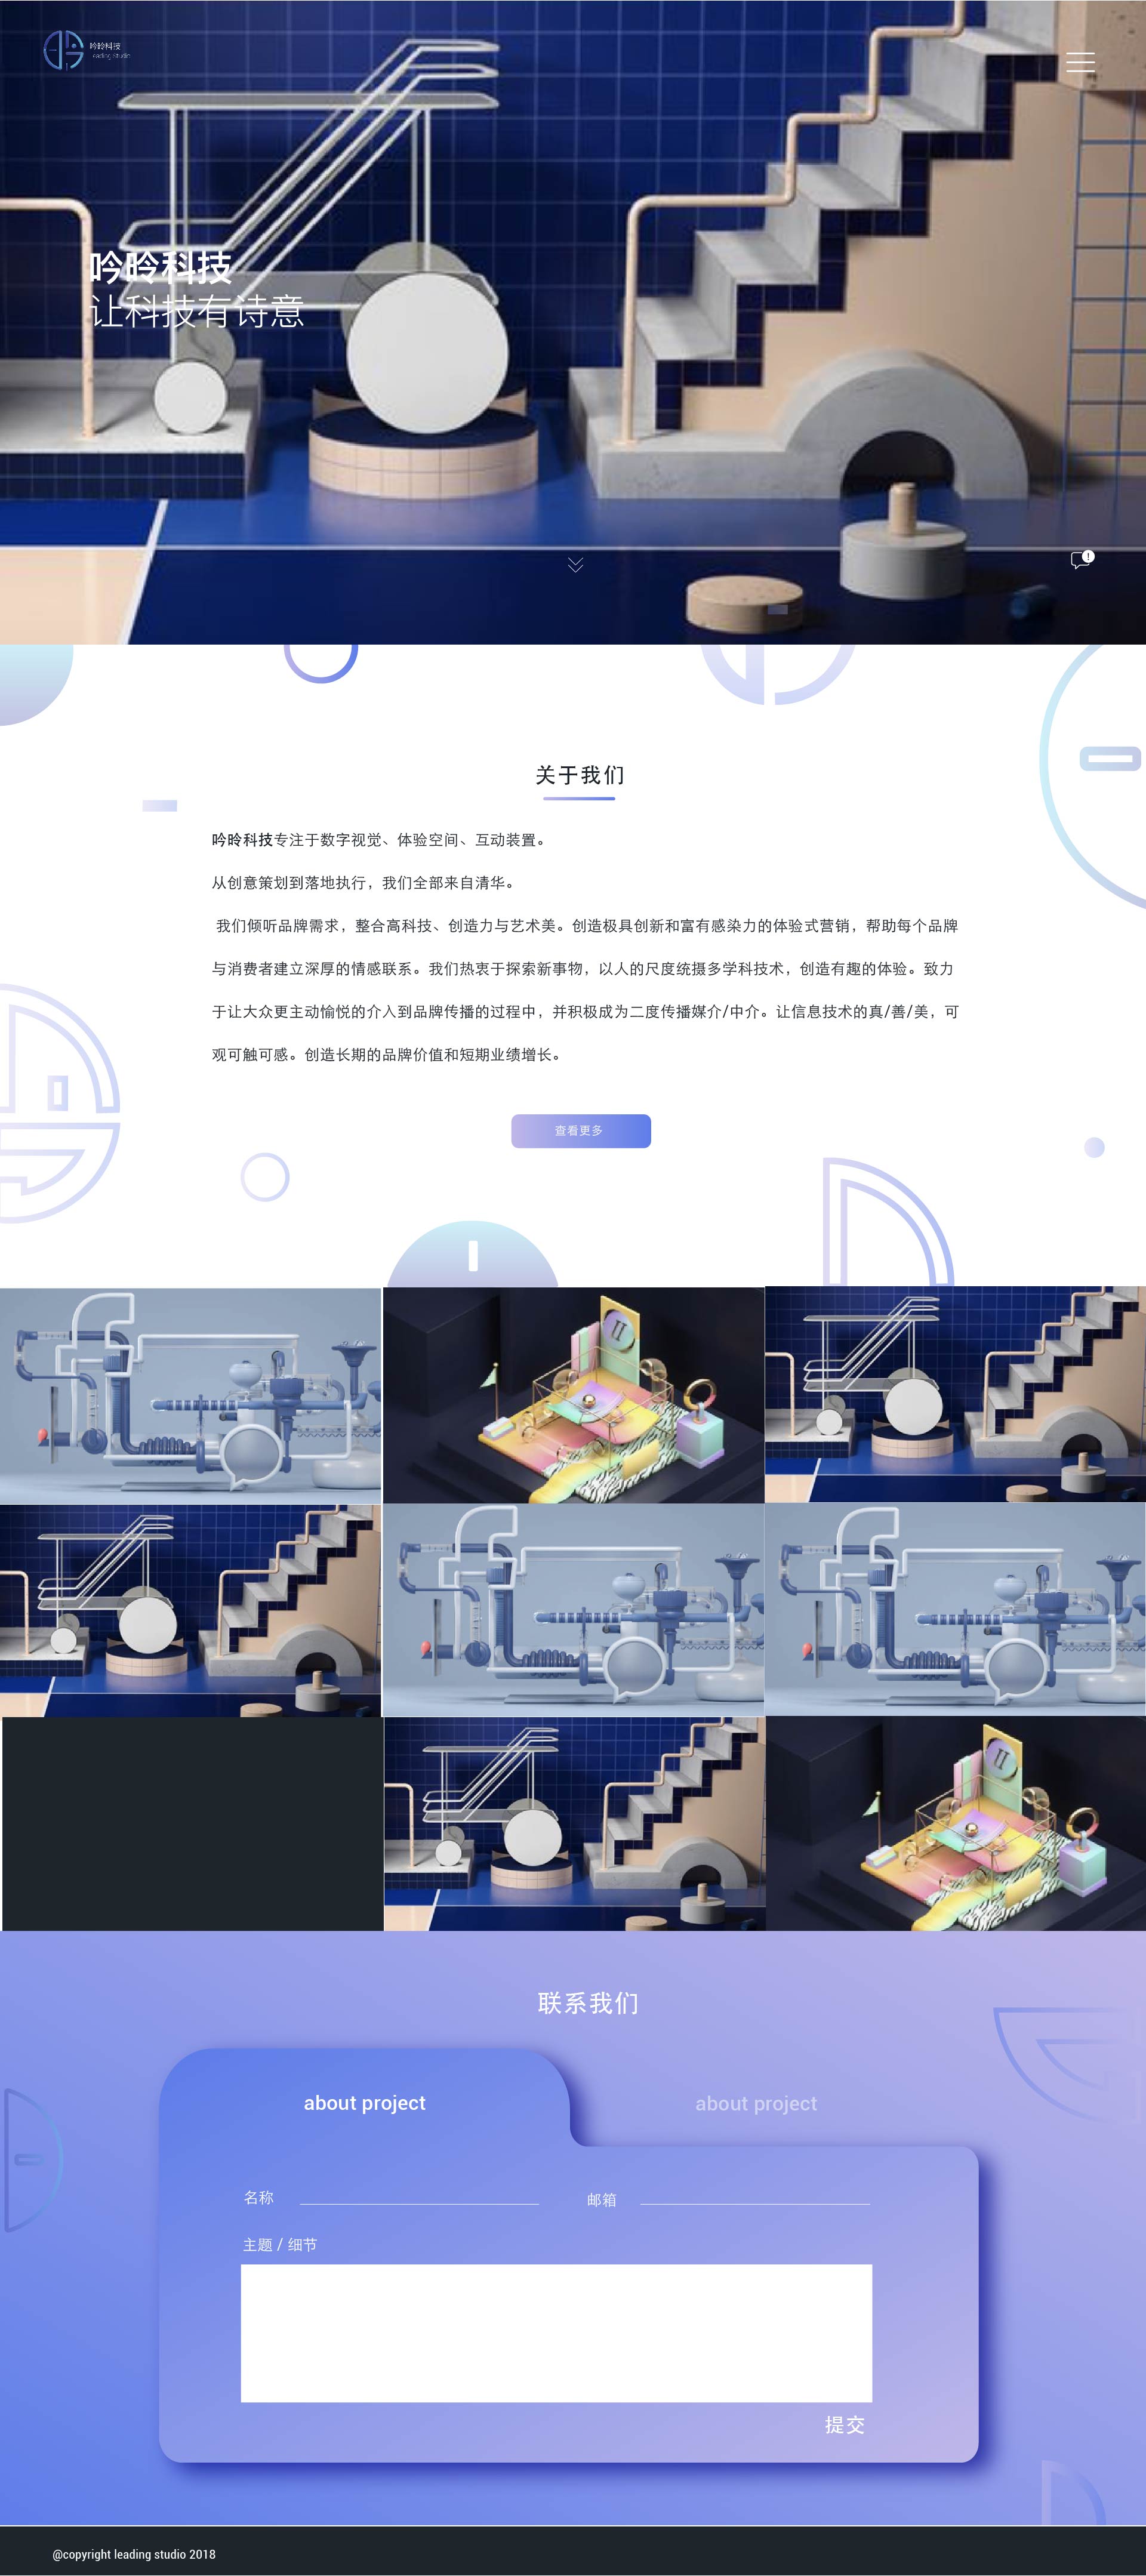 吟昤科技
Leading Studio
吟昤科技
让科技有诗意
关于我们
吟昤科技专注于数字视觉、体验空间、互动装置。
从创意策划到落地执行，我们全部来自清华。
我们倾听品牌需求，整合高科技、创造力与艺术美。创造极具创新和富有感染力的体验式营销，帮助每个品牌
与消费者建立深厚的情感联系。我们热衷于探索新事物，以人的尺度统摄多学科技术，创造有趣的体验。致力
于让大众更主动愉悦的介入到品牌传播的过程中，并积极成为二度传播媒介/中介。让信息技术的真/善/美，可
观可触可感。创造长期的品牌价值和短期业绩增长。
查看更多
联系我们
about project
about project
名称
邮箱
主题 / 细节
提交
@copyright leading studio 2018